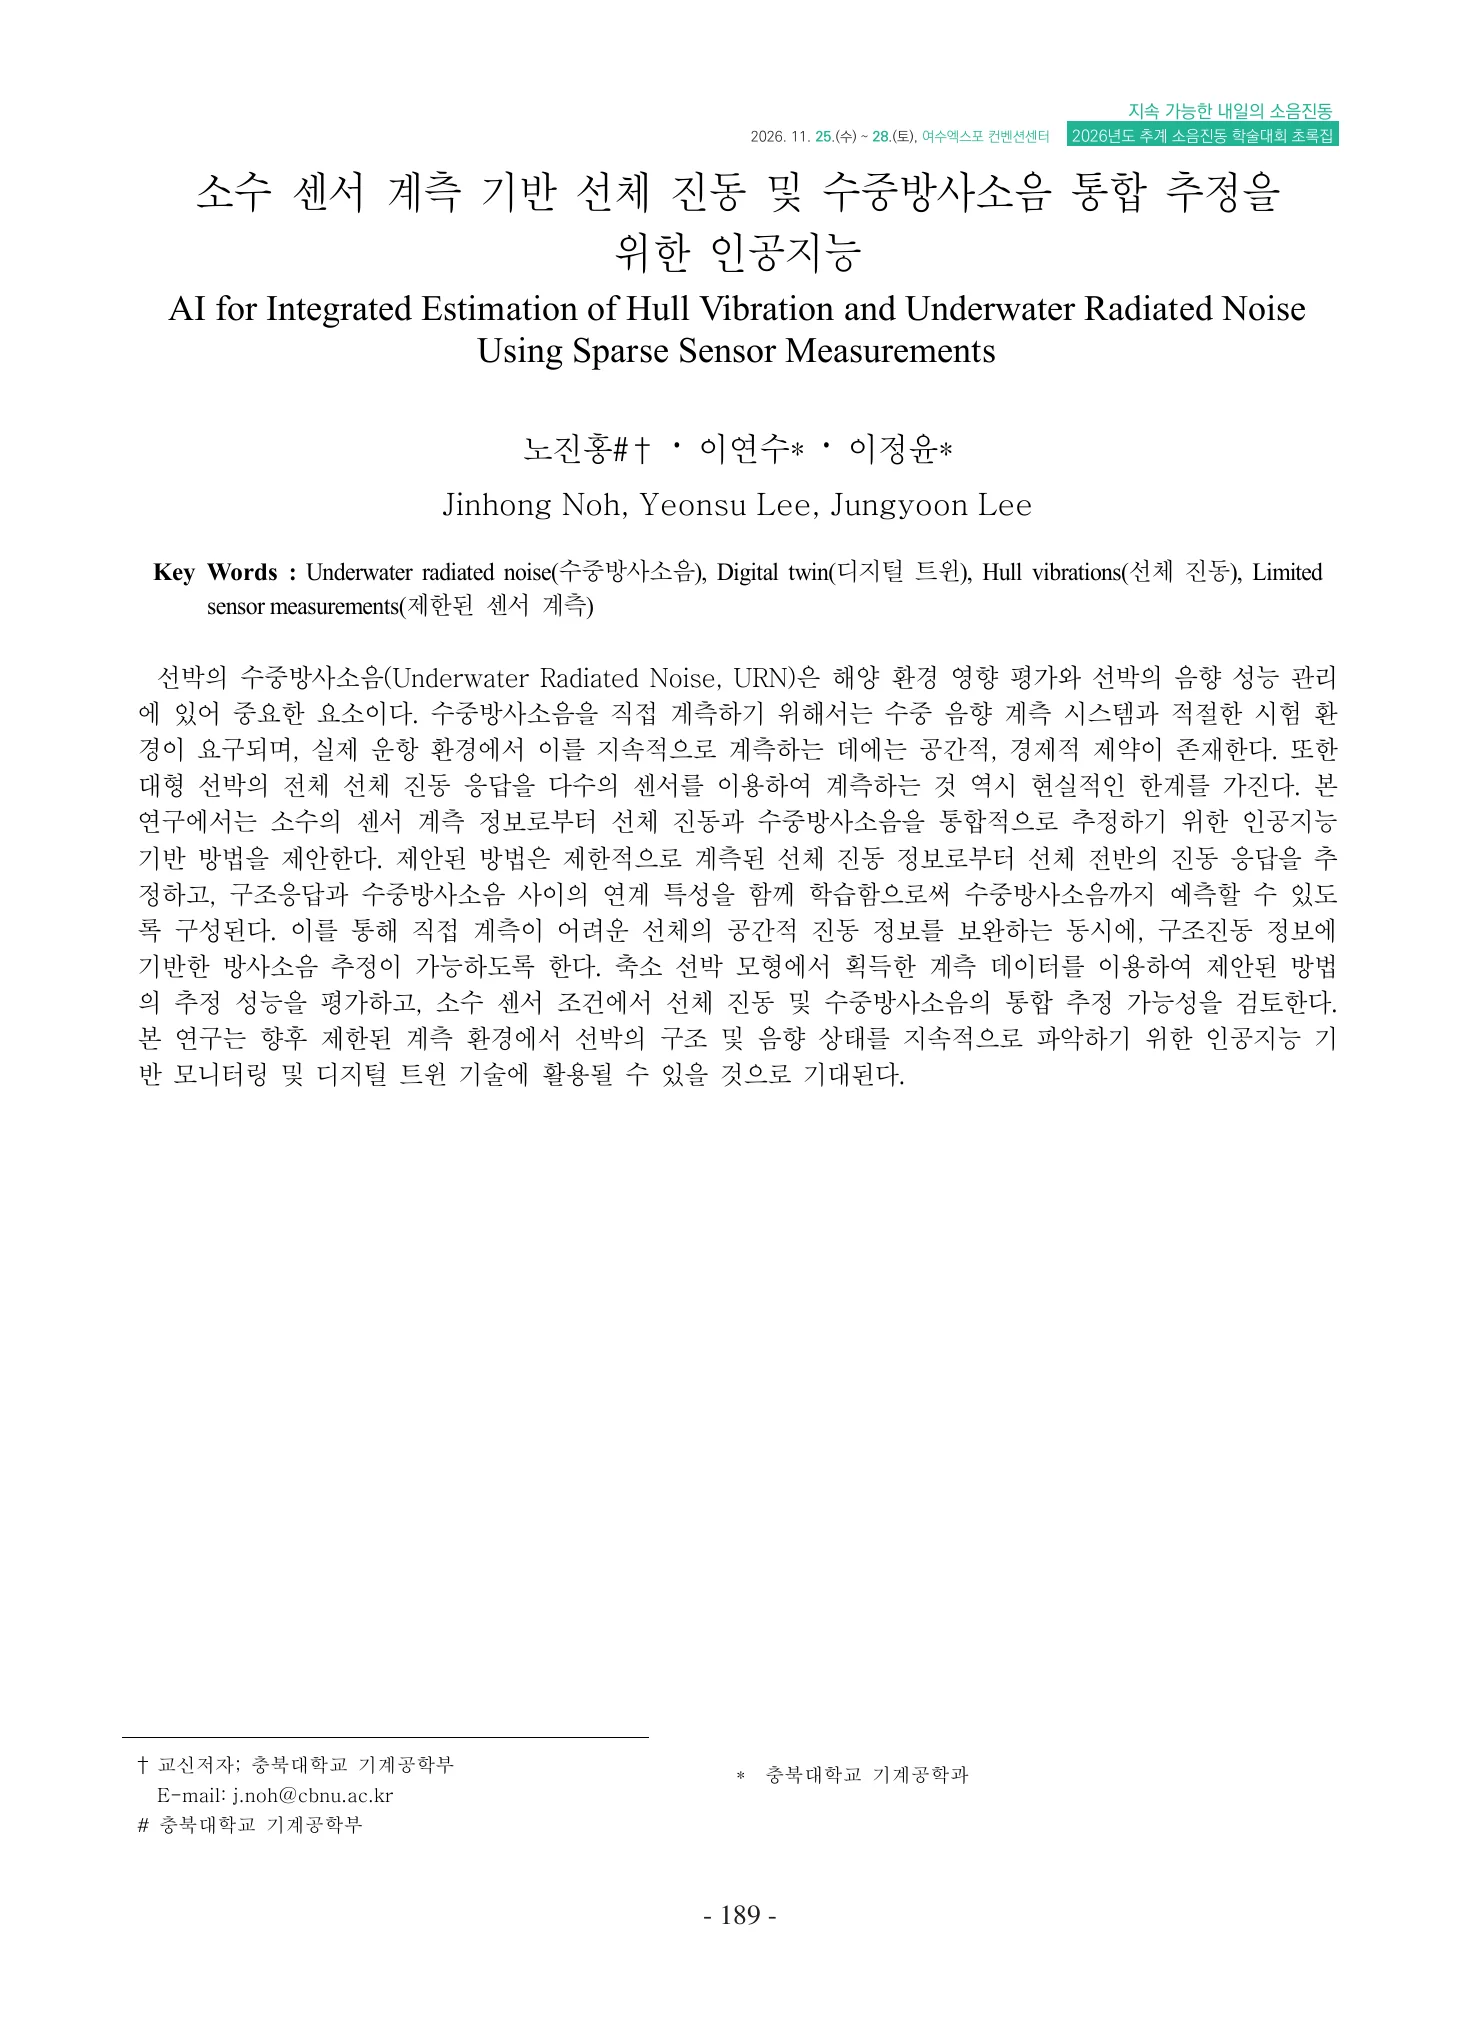 지속 가능한 내일의 소음진동
2026. 11. 25.(수) ~ 28.(토), 여수엑스포 컨벤션센터 2026년도 추계 소음진동 학술대회 초록집
소수 센서 계측 기반 선체 진동 및 수중방사소음 통합 추정을
위한 인공지능
AI for Integrated Estimation of Hull Vibration and Underwater Radiated Noise
Using Sparse Sensor Measurements
노진홍#† · 이연수* · 이정윤*
Jinhong Noh, Yeonsu Lee, Jungyoon Lee
Key Words : Underwater radiated noise(수중방사소음), Digital twin(디지털 트윈), Hull vibrations(선체 진동), Limited
sensor measurements(제한된 센서 계측)
선박의 수중방사소음(Underwater Radiated Noise, URN)은 해양 환경 영향 평가와 선박의 음향 성능 관리
에 있어 중요한 요소이다. 수중방사소음을 직접 계측하기 위해서는 수중 음향 계측 시스템과 적절한 시험 환
경이 요구되며, 실제 운항 환경에서 이를 지속적으로 계측하는 데에는 공간적, 경제적 제약이 존재한다. 또한
대형 선박의 전체 선체 진동 응답을 다수의 센서를 이용하여 계측하는 것 역시 현실적인 한계를 가진다. 본
연구에서는 소수의 센서 계측 정보로부터 선체 진동과 수중방사소음을 통합적으로 추정하기 위한 인공지능
기반 방법을 제안한다. 제안된 방법은 제한적으로 계측된 선체 진동 정보로부터 선체 전반의 진동 응답을 추
정하고, 구조응답과 수중방사소음 사이의 연계 특성을 함께 학습함으로써 수중방사소음까지 예측할 수 있도
록 구성된다. 이를 통해 직접 계측이 어려운 선체의 공간적 진동 정보를 보완하는 동시에, 구조진동 정보에
기반한 방사소음 추정이 가능하도록 한다. 축소 선박 모형에서 획득한 계측 데이터를 이용하여 제안된 방법
의 추정 성능을 평가하고, 소수 센서 조건에서 선체 진동 및 수중방사소음의 통합 추정 가능성을 검토한다.
본 연구는 향후 제한된 계측 환경에서 선박의 구조 및 음향 상태를 지속적으로 파악하기 위한 인공지능 기
반 모니터링 및 디지털 트윈 기술에 활용될 수 있을 것으로 기대된다.
† 교신저자; 충북대학교 기계공학부
E-mail: j.noh@cbnu.ac.kr
# 충북대학교 기계공학부
* 충북대학교 기계공학과
- 189 -